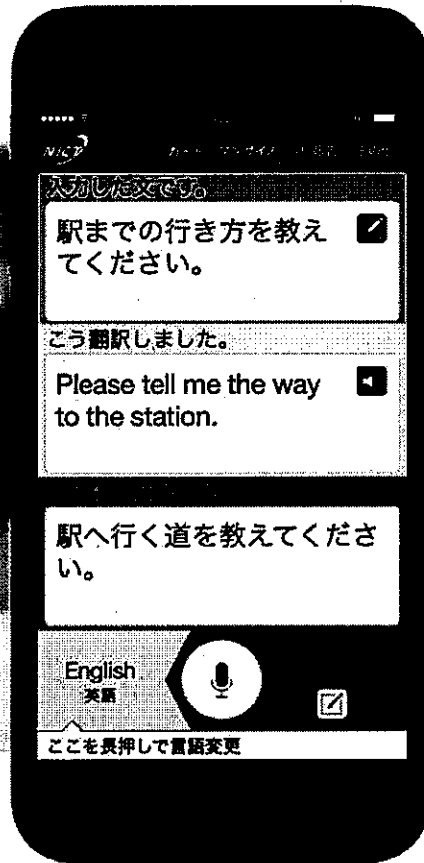 NICT
入力した文です。
駅までの行き方を教え
てください。
こう翻訳しました。
Please tell me the way
to the station.
駅へ行く道を教えてくださ
い。
English
英語
ここを長押しで言語変更